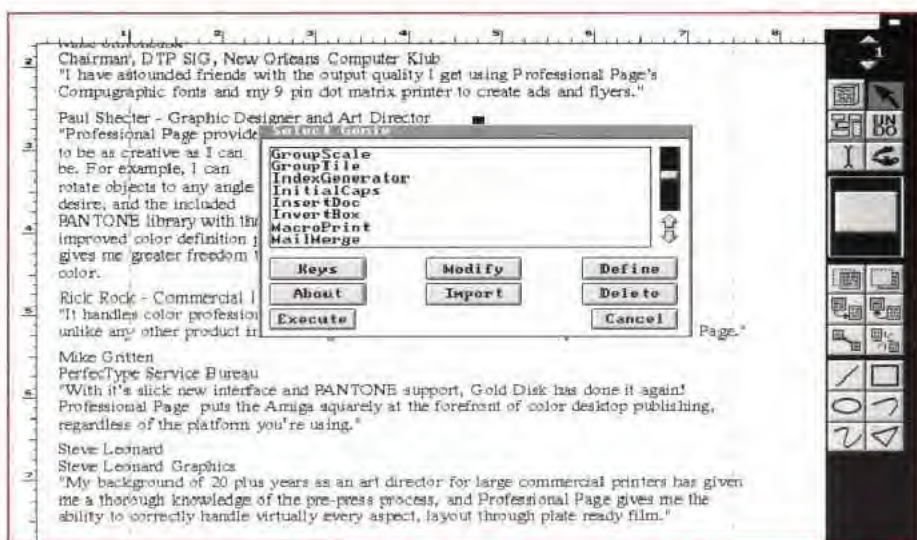 Chairman, DTP SIG, New Orleans Computer Klub
"I have astounded friends with the output quality I get using Professional Page's
Compugraphic fonts and my 9 pin dot matrix printer to create ads and flyers."
Paul Shecter - Graphic Designer and Art Director
"Professional Page provide
to be as creative as I can
be. For example, I can
rotate objects to any angle
desire, and the included
PANTONE library with the
improved color definition
gives me greater freedom
color.
Rick Rock - Commercial
"It handles color profession
unlike any other product in
Page."
Select Genie
GroupScale
GroupTile
IndexGenerator
InitialCaps
InsertDoc
InvertBox
MacroPrint
MailMerge
Keys Modify Define
About Import Delete
Execute Cancel
Mike Gritten
PerfecType Service Bureau
"With it's slick new interface and PANTONE support, Gold Disk has done it again!
Professional Page puts the Amiga squarely at the forefront of color desktop publishing,
regardless of the platform you're using."
Steve Leonard
Steve Leonard Graphics
"My background of 20 plus years as an art director for large commercial printers has given
me a thorough knowledge of the pre-press process, and Professional Page gives me the
ability to correctly handle virtually every aspect, layout through plate ready film."
1
UN
DO